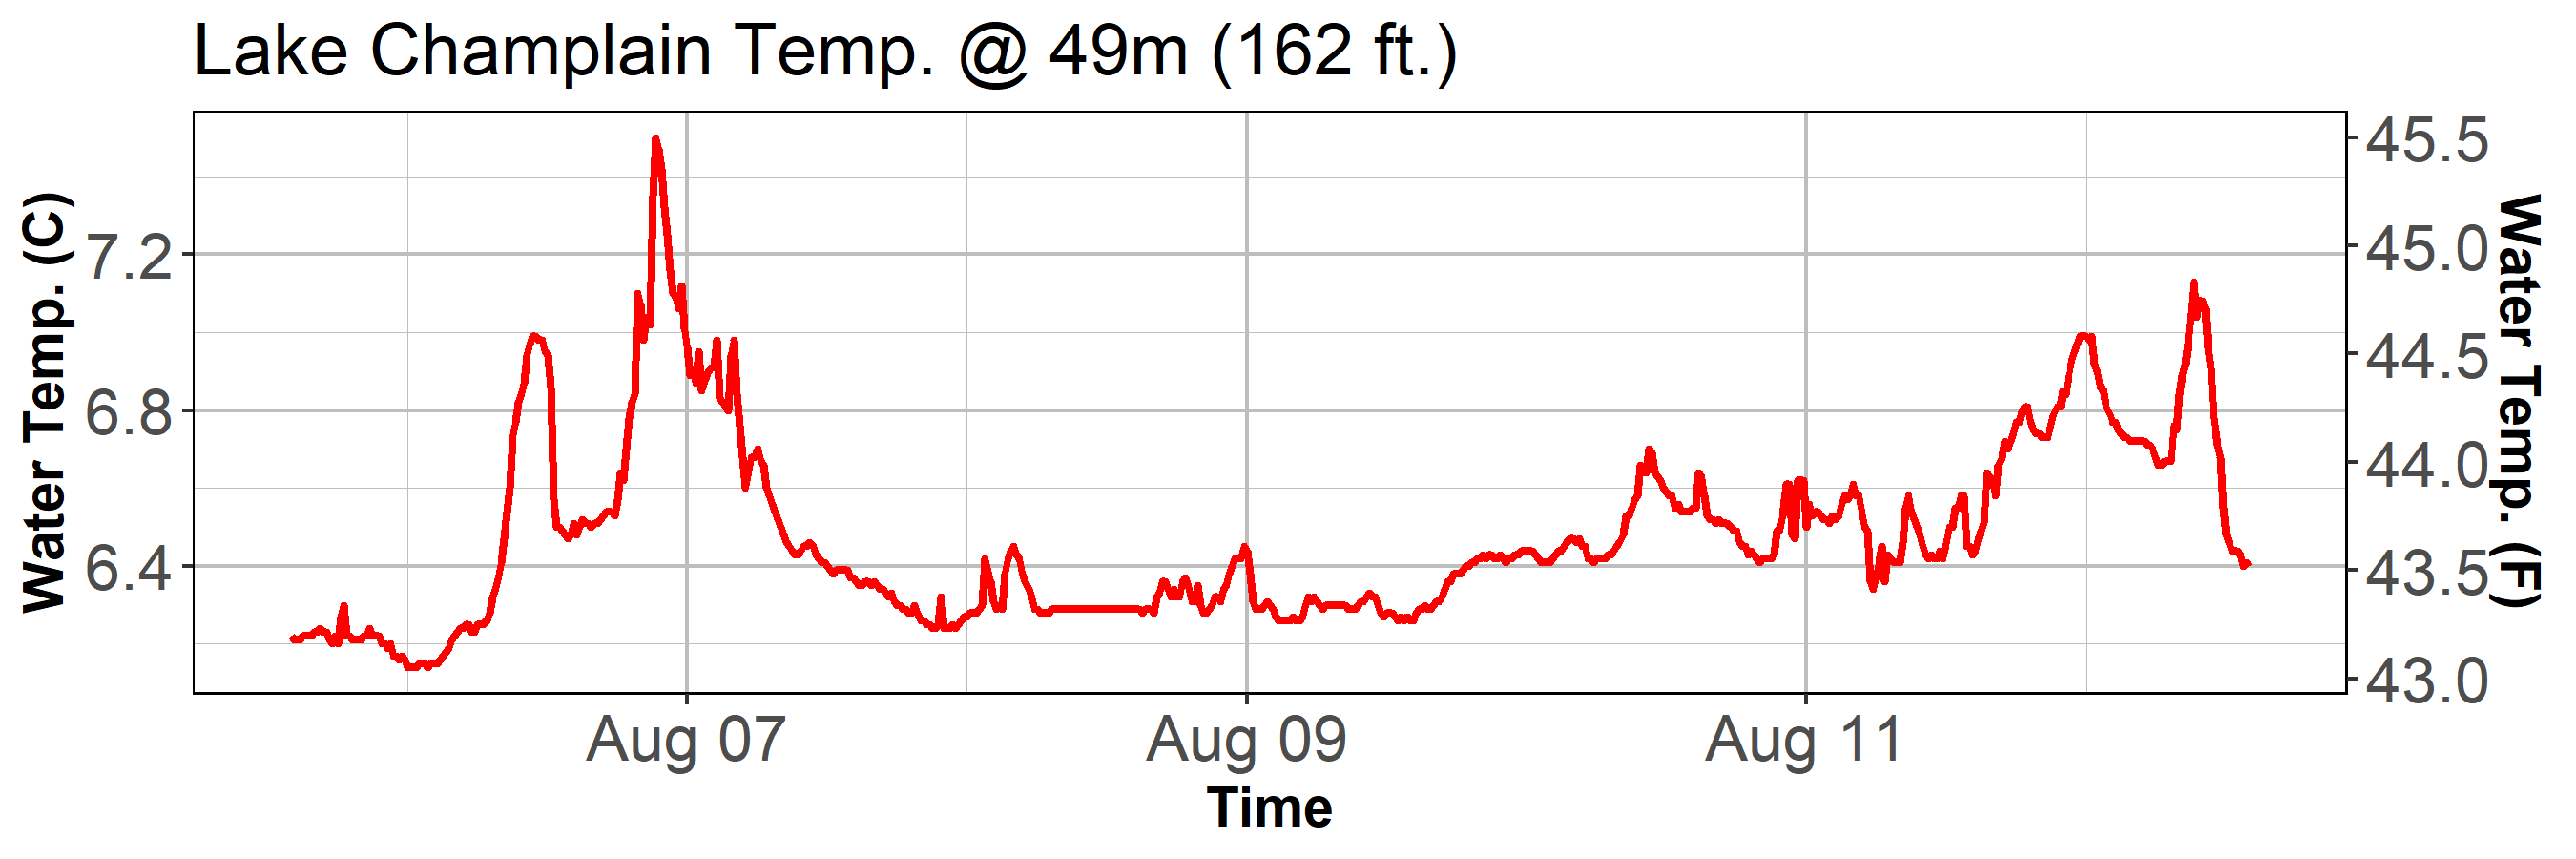 Lake Champlain Temp. @ 49m (162 ft.)
Water Temp. (C)
7.2
6.8
6.4
45.5
45.0
44.5
44.0
43.5
43.0
Water Temp. (F)
Aug 07 Aug 09 Aug 11
Time